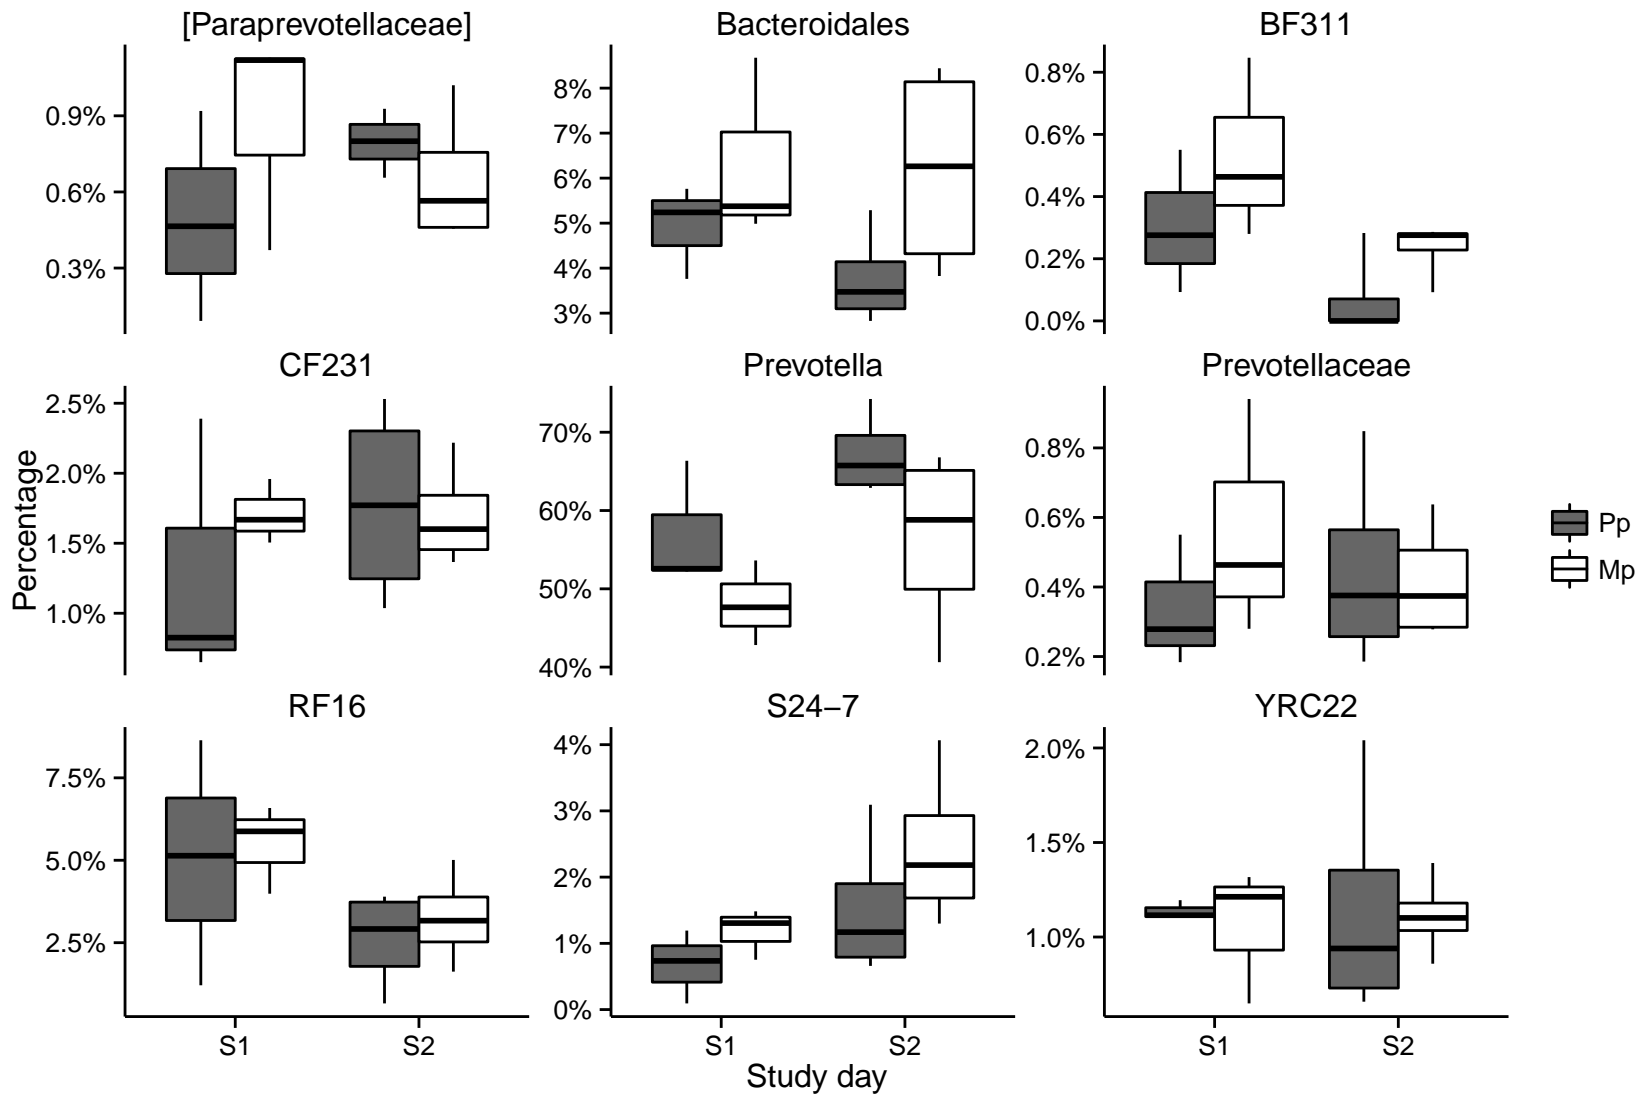 [Paraprevotellaceae]
Bacteroidales
BF311
0.9%
0.6%
0.3%
8%
7%
6%
5%
4%
3%
0.8%
0.6%
0.4%
0.2%
0.0%
CF231
Prevotella
Prevotellaceae
2.5%
2.0%
1.5%
1.0%
70%
60%
50%
40%
0.8%
0.6%
0.4%
0.2%
Percentage
Pp
Mp
RF16
S24−7
YRC22
7.5%
5.0%
2.5%
4%
3%
2%
1%
0%
2.0%
1.5%
1.0%
S1
S2
S1
S2
S1
S2
Study day